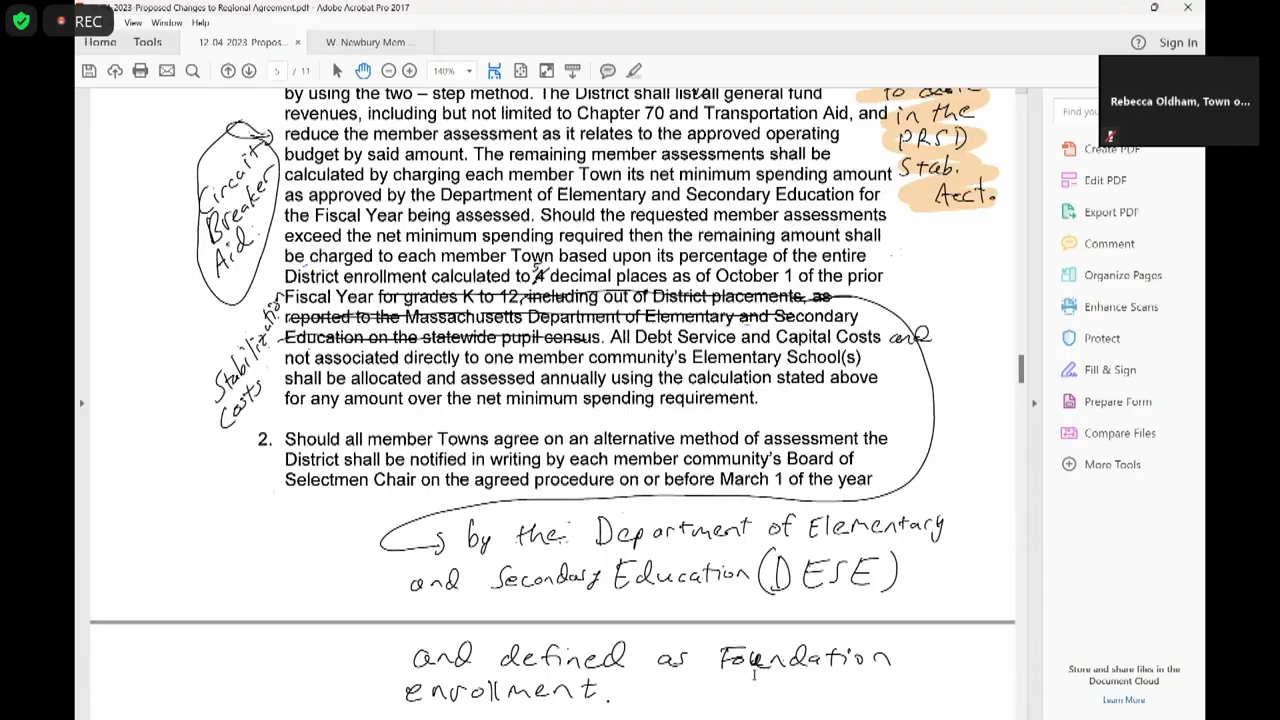 REC
12-04-2023-Proposed Changes to Regional Agreement.pdf - Adobe Acrobat Pro 2017
View Window Help
Home Tools 12-04-2023-Propos... × W. Newbury Mem ... Sign In
5 / 11 140%
Rebecca Oldham, Town o...
by using the two – step method. The District shall list all general fund
revenues, including but not limited to Chapter 70 and Transportation Aid, and
reduce the member assessment as it relates to the approved operating
budget by said amount. The remaining member assessments shall be
calculated by charging each member Town its net minimum spending amount
as approved by the Department of Elementary and Secondary Education for
the Fiscal Year being assessed. Should the requested member assessments
exceed the net minimum spending required then the remaining amount shall
be charged to each member Town based upon its percentage of the entire
District enrollment calculated to 5 decimal places as of October 1 of the prior
Fiscal Year for grades K to 12, including out of District placements, as
reported to the Massachusetts Department of Elementary and Secondary
Education on the statewide pupil census. All Debt Service and Capital Costs and
not associated directly to one member community's Elementary School(s)
shall be allocated and assessed annually using the calculation stated above
for any amount over the net minimum spending requirement.
2. Should all member Towns agree on an alternative method of assessment the
District shall be notified in writing by each member community's Board of
Selectmen Chair on the agreed procedure on or before March 1 of the year
Circuit
Breaker
Aid.
Stabilization
costs
in the
PRSD
Stab.
Acct.
by the Department of Elementary
and Secondary Education (DESE)
and defined as Foundation
enrollment.
Find you
Create PDF
Edit PDF
Export PDF
Comment
Organize Pages
Enhance Scans
Protect
Fill & Sign
Prepare Form
Compare Files
More Tools
Store and share files in the
Document Cloud
Learn More